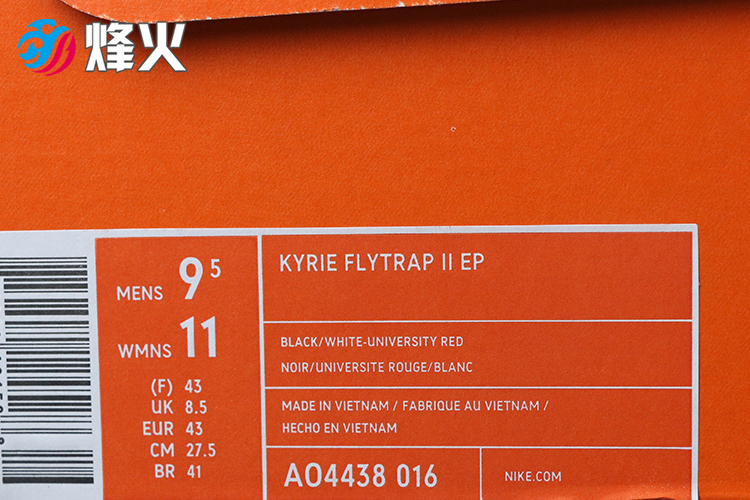 烽火
MENS 9 5
WMNS 11
(F) 43
UK 8.5
EUR 43
CM 27.5
BR 41
KYRIE FLYTRAP II EP
BLACK/WHITE-UNIVERSITY RED
NOIR/UNIVERSITE ROUGE/BLANC
MADE IN VIETNAM / FABRIQUE AU VIETNAM /
HECHO EN VIETNAM
AO4438 016
NIKE.COM